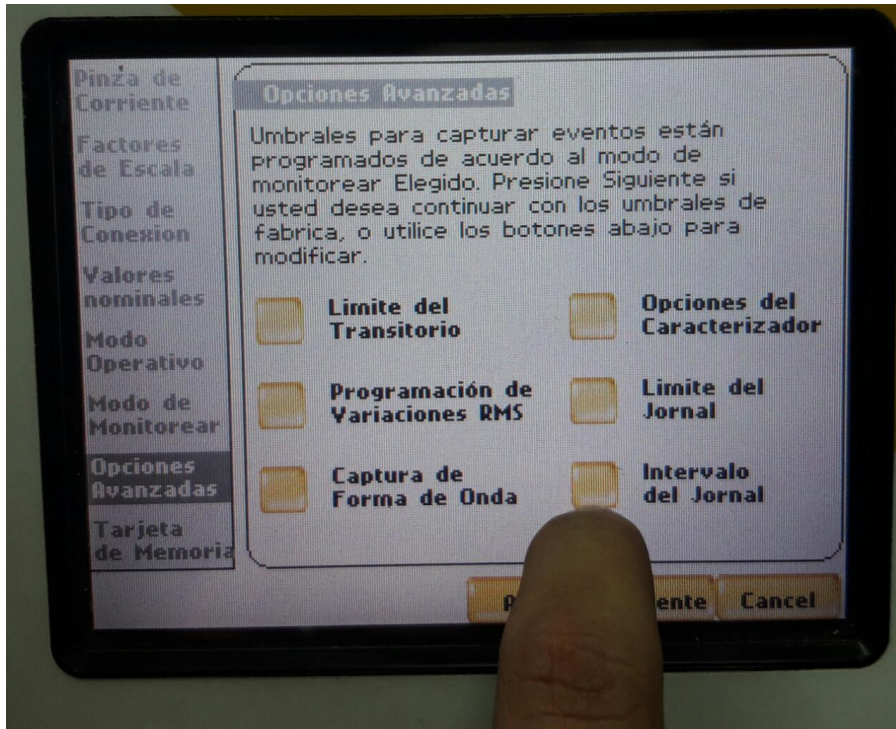 Pinza de
Corriente
Factores
de Escala
Tipo de
Conexion
Valores
nominales
Modo
Operativo
Modo de
Monitorear
Opciones
Avanzadas
Tarjeta
de Memoria
Opciones Avanzadas
Umbrales para capturar eventos están
programados de acuerdo al modo de
monitorear Elegido. Presione Siguiente si
usted desea continuar con los umbrales de
fabrica, o utilice los botones abajo para
modificar.
Limite del
Transitorio
Opciones del
Caracterizador
Programación de
Variaciones RMS
Limite del
Jornal
Captura de
Forma de Onda
Intervalo
del Jornal
Cancel